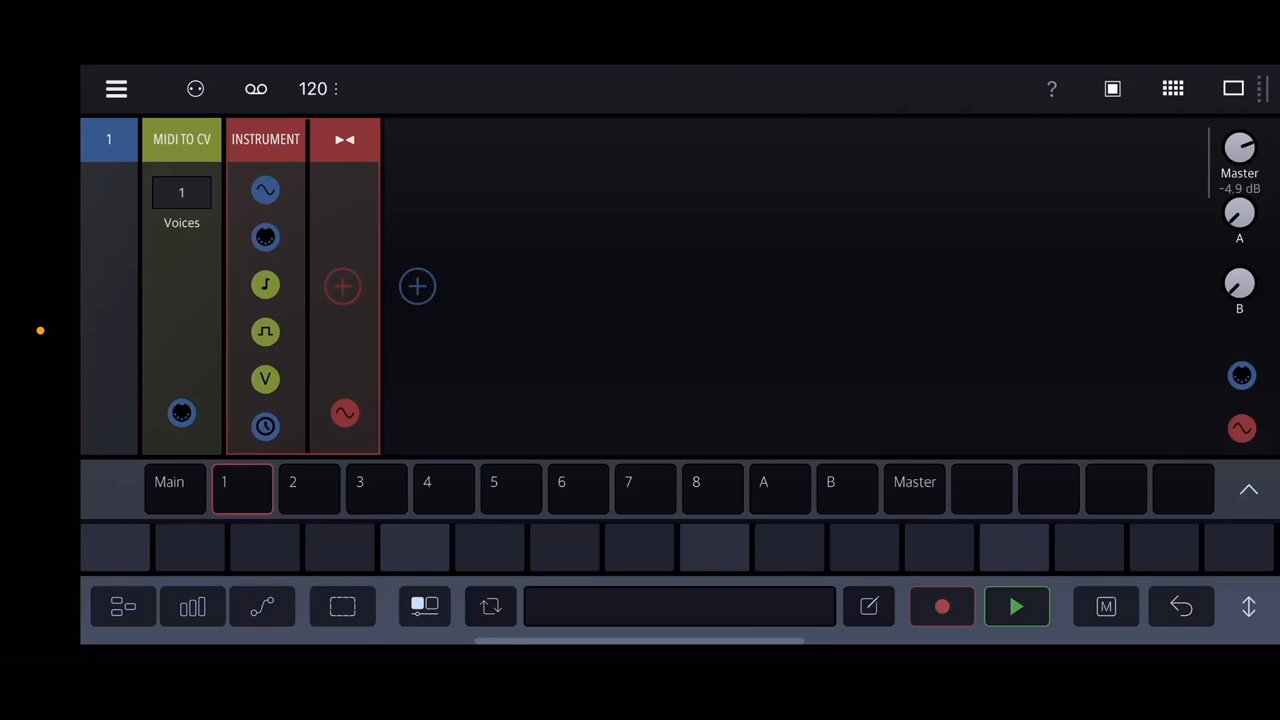 120
?
1
MIDI TO CV
INSTRUMENT
1
Voices
V
Master
-4.9 dB
A
B
Main
1
2
3
4
5
6
7
8
A
B
Master
M